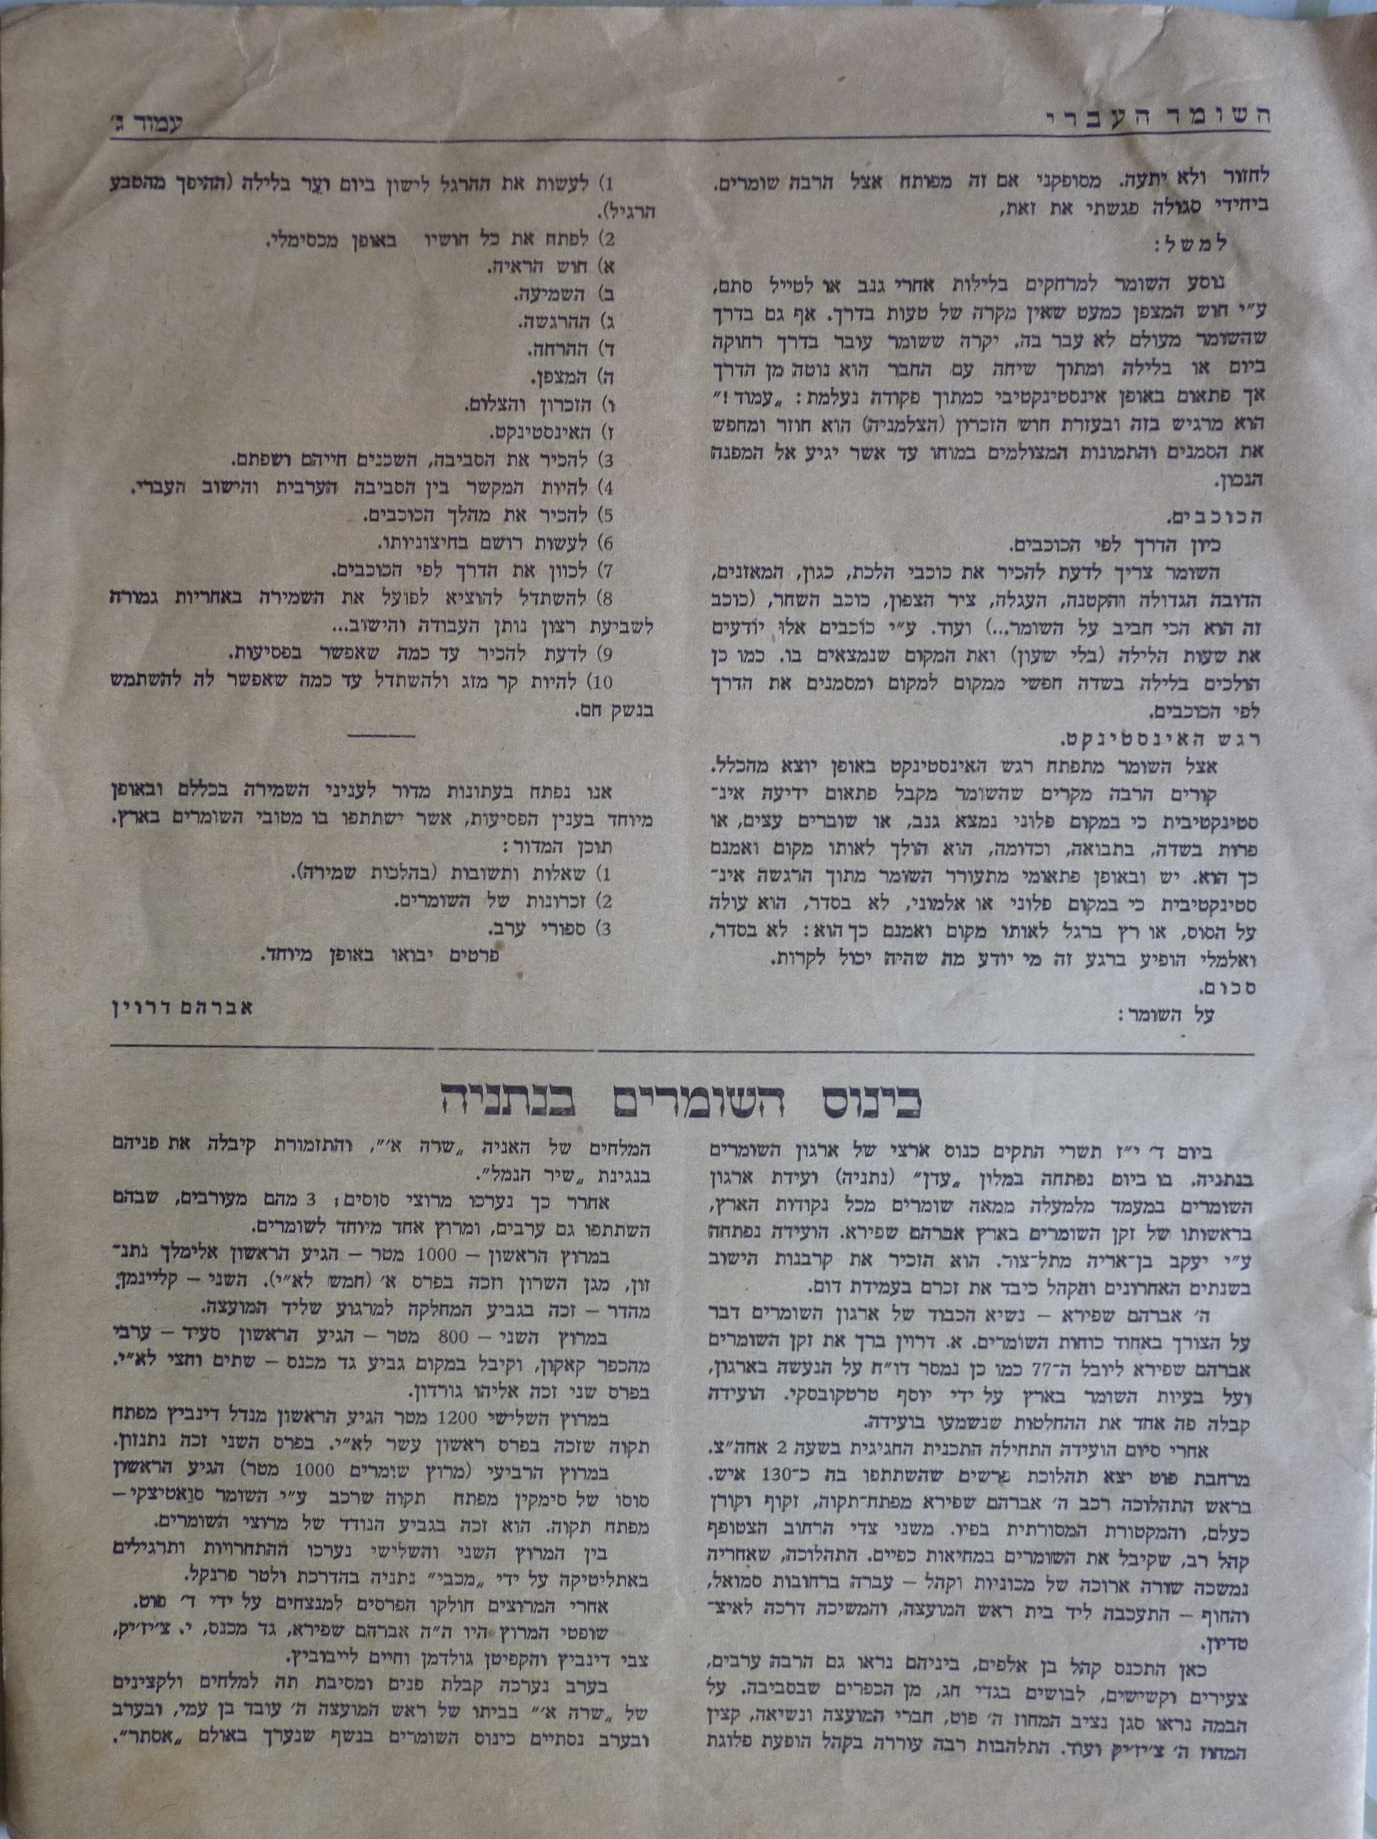 השומר העברי
עמוד ג׳
לחזור ולא יתעה. מסופקני אם זה מפותח אצל הרבה שומרים.
ביחידי סגולה פגשתי את זאת,
למשל:
נוסע השומר למרחקים בלילות אחרי גנב או לטייל סתם,
ע״י חוש המצפן כמעט שאין מקרה של טעות בדרך. אף גם בדרך
שהשומר מעולם לא עבר בה. יקרה ששומר עובר בדרך רחוקה
ביום או בלילה ומתוך שיחה עם החבר הוא נוטה מן הדרך
אך פתאום באופן אינסטינקטיבי כמתוך פקודה נעלמת: „עמוד!״
הוא מרגיש בזה ובעזרת חוש הזכרון (הצלמניה) הוא חוזר ומחפש
את הסמנים והתמונות המצולמים במוחו עד אשר יגיע אל המפנה
הנכון.
הכוכבים.
כיון הדרך לפי הכוכבים.
השומר צריך לדעת להכיר את כוכבי הלכת, כגון, המאזנים,
הדובה הגדולה והקטנה, העגלה, ציר הצפון, כוכב השחר, (כוכב
זה הוא הכי חביב על השומר...) ועוד. ע״י כוכבים אלו יודעים
את שעות הלילה (בלי שעון) ואת המקום שנמצאים בו. כמו כן
הולכים בלילה בשדה חפשי ממקום למקום ומסמנים את הדרך
לפי הכוכבים.
רגש האינסטינקט.
אצל השומר מתפתח רגש האינסטינקט באופן יוצא מהכלל.
קורים הרבה מקרים שהשומר מקבל פתאום ידיעה אינ־
סטינקטיבית כי במקום פלוני נמצא גנב, או שוברים עצים, או
פרות בשדה, בתבואה, וכדומה, הוא הולך לאותו מקום ואמנם
כך הוא. יש ובאופן פתאומי מתעורר השומר מתוך הרגשה אינ־
סטינקטיבית כי במקום פלוני או אלמוני, לא בסדר, הוא עולה
על הסוס, או רץ ברגל לאותו מקום ואמנם כך הוא: לא בסדר,
ואלמלי הופיע ברגע זה מי יודע מה שהיה יכול לקרות.
סכום.
על השומר:
1) לעשות את ההרגל לישון ביום וער בלילה (ההיפך מהטבע
הרגיל).
2) לפתח את כל חושיו באופן מכסימלי.
א) חוש הראיה.
ב) השמיעה.
ג) ההרגשה.
ד) ההרחה.
ה) המצפן.
ו) הזכרון והצלום.
ז) האינסטינקט.
3) להכיר את הסביבה, השכנים חייהם ושפתם.
4) להיות המקשר בין הסביבה הערבית והישוב העברי.
5) להכיר את מהלך הכוכבים.
6) לעשות רושם בחיצוניותו.
7) לכוון את הדרך לפי הכוכבים.
8) להשתדל להוציא לפועל את השמירה באחריות גמורה
לשביעת רצון נותן העבודה והישוב...
9) לדעת להכיר עד כמה שאפשר בפסיעות.
10) להיות קר מזג ולהשתדל עד כמה שאפשר לה להשתמש
בנשק חם.
אנו נפתח בעתונות מדור לעניני השמירה בכללם ובאופן
מיוחד בענין הפסיעות, אשר ישתתפו בו מטובי השומרים בארץ.
תוכן המדור:
1) שאלות ותשובות (בהלכות שמירה).
2) זכרונות של השומרים.
3) ספורי ערב.
פרטים יבואו באופן מיוחד.
אברהם דרוין
כינוס השומרים בנתניה
ביום ד׳ י״ז תשרי התקים כנוס ארצי של ארגון השומרים
בנתניה. בו ביום נפתחה במלון „עדן״ (נתניה) ועידת ארגון
השומרים במעמד מלמעלה ממאה שומרים מכל נקודות הארץ,
בראשותו של זקן השומרים בארץ אברהם שפירא. הועידה נפתחה
ע״י יעקב בן־אריה מתל־צור. הוא הזכיר את קרבנות הישוב
בשנתים האחרונים והקהל כיבד את זכרם בעמידת דום.
ה׳ אברהם שפירא – נשיא הכבוד של ארגון השומרים דבר
על הצורך באחוד כוחות השומרים. א. דרוין ברך את זקן השומרים
אברהם שפירא ליובל ה־77 כמו כן נמסר דו״ח על הנעשה בארגון,
ועל בעיות השומר בארץ על ידי יוסף טרטקובסקי. הועידה
קבלה פה אחד את ההחלטות שנשמעו בועידה.
אחרי סיום הועידה התחילה התכנית החגיגית בשעה 2 אחה״צ.
מרחבת פוט יצא תהלוכת פרשים שהשתתפו בה כ־130 איש.
בראש התהלוכה רכב ה׳ אברהם שפירא מפתח־תקוה, זקוף וקורן
כעלם, והמקטורת המסורתית בפיו. משני צדי הרחוב הצטופף
קהל רב, שקיבל את השומרים במחיאות כפיים. התהלוכה, שאחריה
נמשכה שורה ארוכה של מכוניות וקהל – עברה ברחובות סמואל,
והחוף – התעכבה ליד בית ראש המועצה, והמשיכה דרכה לאיצ־
טדיון.
כאן התכנס קהל בן אלפים, ביניהם נראו גם הרבה ערבים,
צעירים וקשישים, לבושים בגדי חג, מן הכפרים שבסביבה. על
הבמה נראו סגן נציב המחוז ה׳ פוט, חברי המועצה ונשיאה, קצין
המחוז ה׳ צ׳יז׳יק ועוד. התלהבות רבה עוררה בקהל הופעת פלוגת
המלחים של האניה „שרה א׳״, והתזמורת קיבלה את פניהם
בנגינת „שיר הנמל״.
אחרר כך נערכו מרוצי סוסים; 3 מהם מעורבים, שבהם
השתתפו גם ערבים, ומרוץ אחד מיוחד לשומרים.
במרוץ הראשון – 1000 מטר – הגיע הראשון אלימלך נתנ־
זון, מגן השרון וזכה בפרס א׳ (חמש לא״י). השני – קליינמן,
מהדר – זכה בגביע המחלקה למרגוע שליד המועצה.
במרוץ השני – 800 מטר – הגיע הראשון סעיד – ערבי
מהכפר קאקון, וקיבל במקום גביע גד מכנס – שתים וחצי לא״י.
בפרס שני זכה אליהו גורדון.
במרוץ השלישי 1200 מטר הגיע הראשון מנדל דינביץ מפתח
תקוה שזכה בפרס ראשון עשר לא״י. בפרס השני זכה נתנזון.
במרוץ הרביעי (מרוץ שומרים 1000 מטר) הגיע הראשון
סוסו של סימקין מפתח תקוה שרכב ע״י השומר סואטיצקי –
מפתח תקוה. הוא זכה בגביע הנודד של מרוצי השומרים.
בין המרוץ השני והשלישי נערכו ההתחרויות ותרגילים
באתליטיקה על ידי „מכבי״ נתניה בהדרכת ולטר פרנקל.
אחרי המרוצים חולקו הפרסים למנצחים על ידי ד׳ פוט.
שופטי המרוץ היו ה״ה אברהם שפירא, גד מכנס, י. צ׳יז׳יק,
צבי דינביץ והקפיטן גולדמן וחיים לייבוביץ.
בערב נערכה קבלת פנים ומסיבת תה למלחים ולקצינים
של „שרה א׳״ בביתו של ראש המועצה ה׳ עובד בן עמי, ובערב
ובערב נסתיים כינוס השומרים בנשף שנערך באולם „אסתר״.